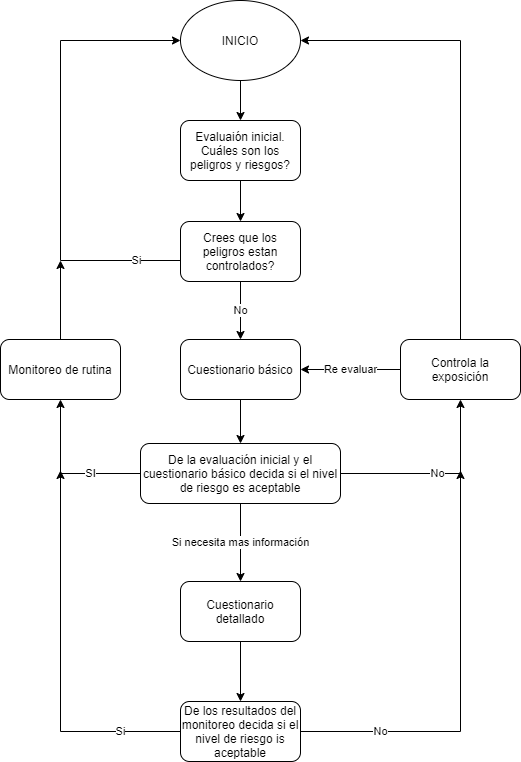 INICIO
Evaluaión inicial.
Cuáles son los
peligros y riesgos?
Crees que los
peligros estan
controlados?
Si
No
Monitoreo de rutina
Cuestionario básico
Re evaluar
Controla la
exposición
De la evaluación inicial y el
cuestionario básico decida si el nivel
de riesgo es aceptable
SI
No
Si necesita mas información
Cuestionario
detallado
De los resultados del
monitoreo decida si el
nivel de riesgo is
aceptable
Si
No